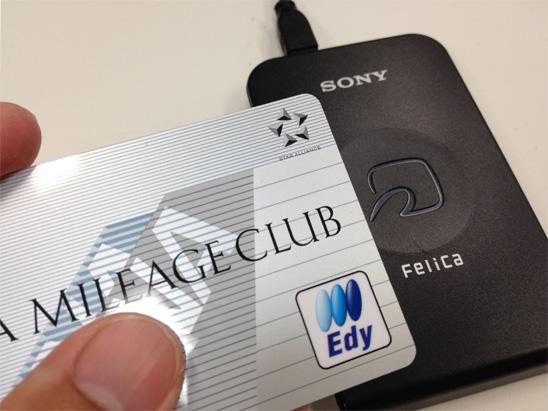 SONY
STAR ALLIANCE
A MILEAGE CLUB
FeliCa
Edy